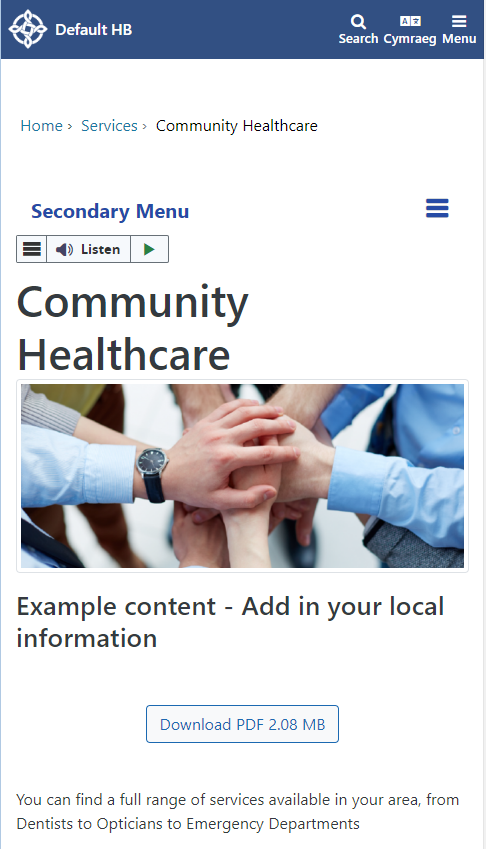 Default HB
Search Cymraeg Menu
Home › Services › Community Healthcare
Secondary Menu
Listen
Community
Healthcare
Example content - Add in your local
information
Download PDF 2.08 MB
You can find a full range of services available in your area, from
Dentists to Opticians to Emergency Departments